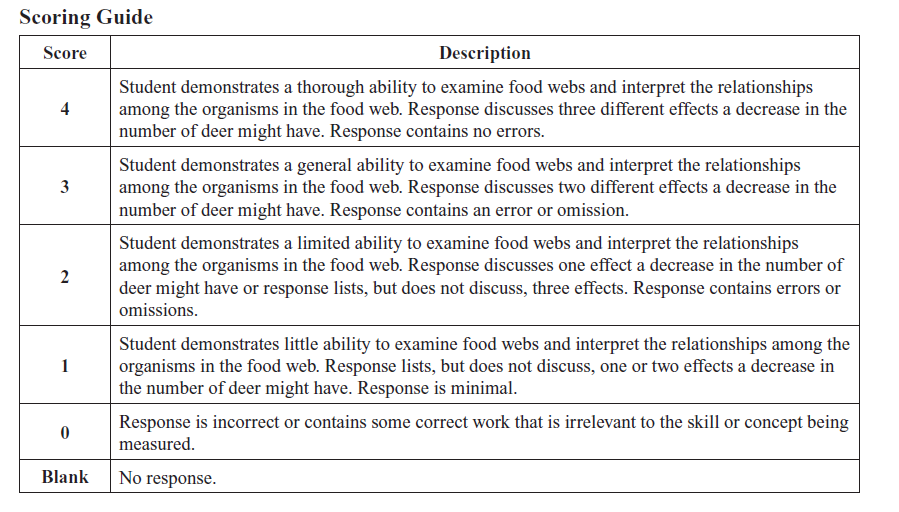 Scoring Guide
Score Description
4
Student demonstrates a thorough ability to examine food webs and interpret the relationships
among the organisms in the food web. Response discusses three different effects a decrease in the
number of deer might have. Response contains no errors.
3
Student demonstrates a general ability to examine food webs and interpret the relationships
among the organisms in the food web. Response discusses two different effects a decrease in the
number of deer might have. Response contains an error or omission.
2
Student demonstrates a limited ability to examine food webs and interpret the relationships
among the organisms in the food web. Response discusses one effect a decrease in the number of
deer might have or response lists, but does not discuss, three effects. Response contains errors or
omissions.
1
Student demonstrates little ability to examine food webs and interpret the relationships among the
organisms in the food web. Response lists, but does not discuss, one or two effects a decrease in
the number of deer might have. Response is minimal.
0
Response is incorrect or contains some correct work that is irrelevant to the skill or concept being
measured.
Blank No response.